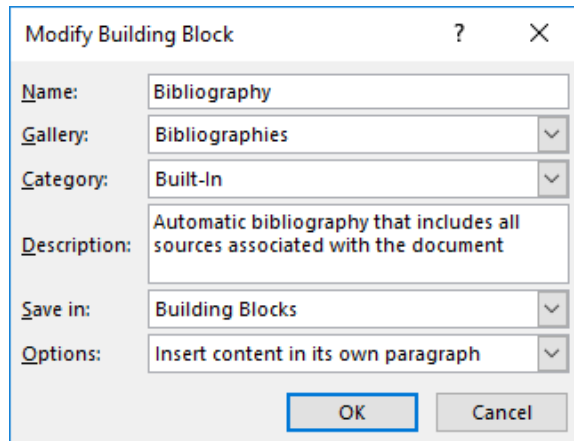 Modify Building Block ? ×
Name: Bibliography
Gallery: Bibliographies
Category: Built-In
Description: Automatic bibliography that includes all
sources associated with the document
Save in: Building Blocks
Options: Insert content in its own paragraph
OK Cancel